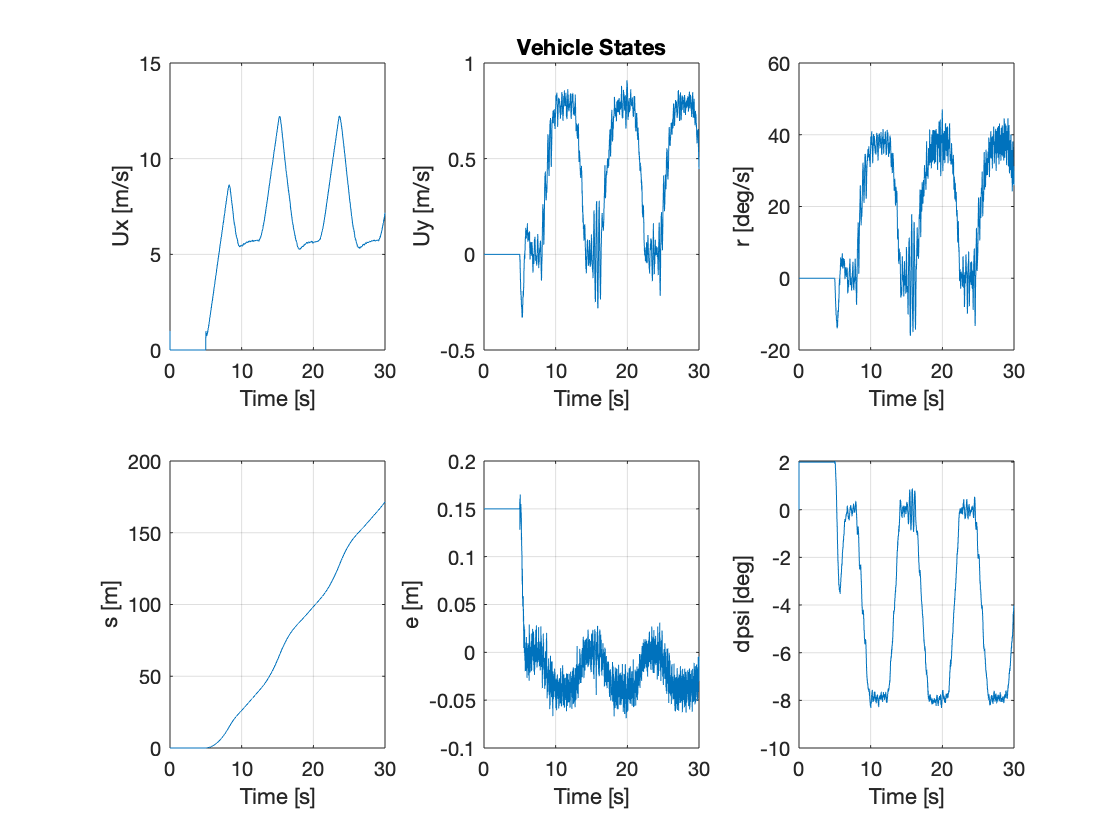 Vehicle States
Ux [m/s]
15
10
5
0
0 10 20 30
Time [s]
Uy [m/s]
1
0.5
0
-0.5
0 10 20 30
Time [s]
r [deg/s]
60
40
20
0
-20
0 10 20 30
Time [s]
s [m]
200
150
100
50
0
0 10 20 30
Time [s]
e [m]
0.2
0.15
0.1
0.05
0
-0.05
-0.1
0 10 20 30
Time [s]
dpsi [deg]
2
0
-2
-4
-6
-8
-10
0 10 20 30
Time [s]